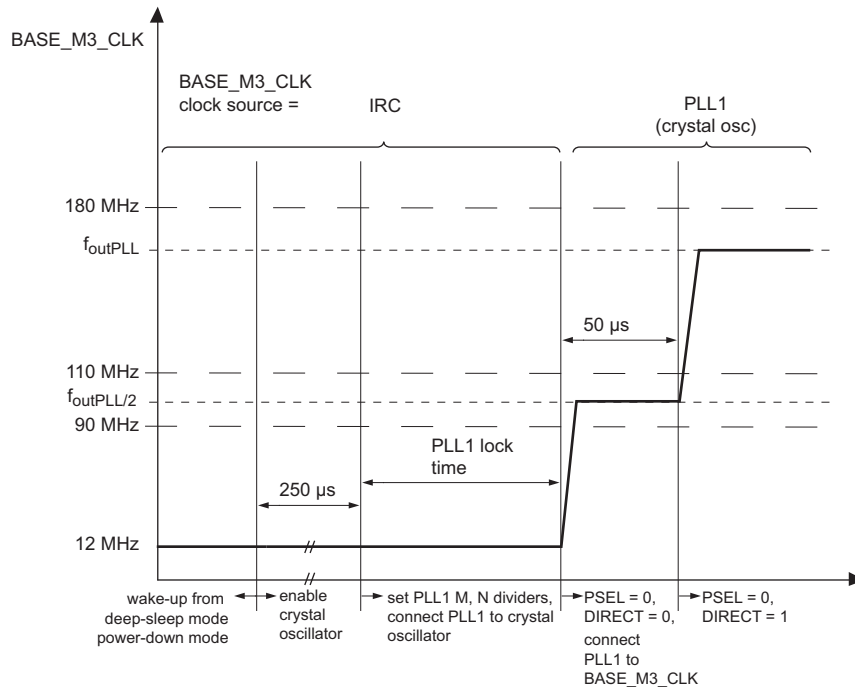 BASE_M3_CLK
BASE_M3_CLK
clock source =
IRC
PLL1
(crystal osc)
180 MHz
foutPLL
50 μs
110 MHz
foutPLL/2
90 MHz
PLL1 lock
time
250 μs
12 MHz
wake-up from
deep-sleep mode
power-down mode
enable
crystal
oscillator
set PLL1 M, N dividers,
connect PLL1 to crystal
oscillator
PSEL = 0,
DIRECT = 0,
connect
PLL1 to
BASE_M3_CLK
PSEL = 0,
DIRECT = 1